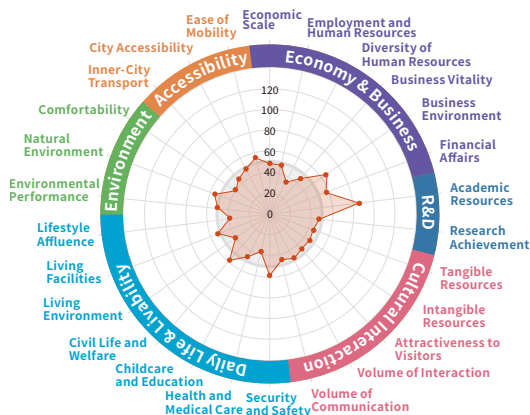 Economic
Scale
Employment and
Human Resources
Diversity of
Human Resources
Business Vitality
Business
Environment
Financial
Affairs
Academic
Resources
Research
Achievement
Tangible
Resources
Intangible
Resources
Attractiveness to
Visitors
Volume of Interaction
Volume of
Communication
Security
and Safety
Health and
Medical Care
Childcare
and Education
Civil Life and
Welfare
Living
Environment
Living
Facilities
Lifestyle
Affluence
Environmental
Performance
Natural
Environment
Comfortability
Inner-City
Transport
City Accessibility
Ease of
Mobility
Economy & Business
R&D
Cultural Interaction
Daily Life & Livability
Environment
Accessibility
120
100
80
60
40
20
0